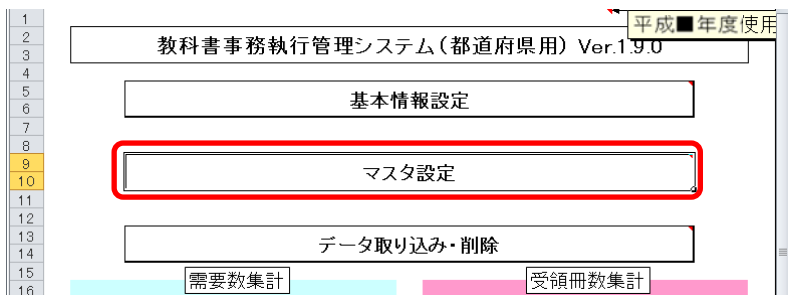 平成■年度使用
教科書事務執行管理システム(都道府県用) Ver.1.9.0
基本情報設定
マスタ設定
データ取り込み・削除
需要数集計 受領冊数集計
1
2
3
4
5
6
7
8
9
10
11
12
13
14
15
16